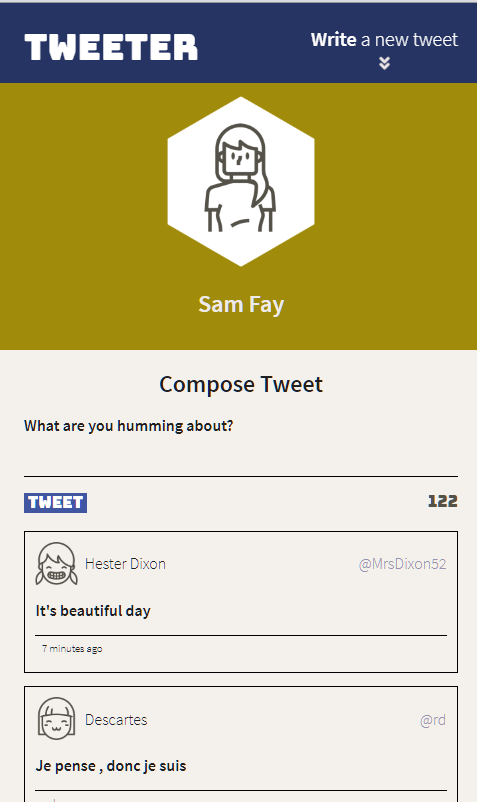 TWEETER
Write a new tweet
Sam Fay
Compose Tweet
What are you humming about?
TWEET 122
Hester Dixon @MrsDixon52
It's beautiful day
7 minutes ago
Descartes @rd
Je pense , donc je suis